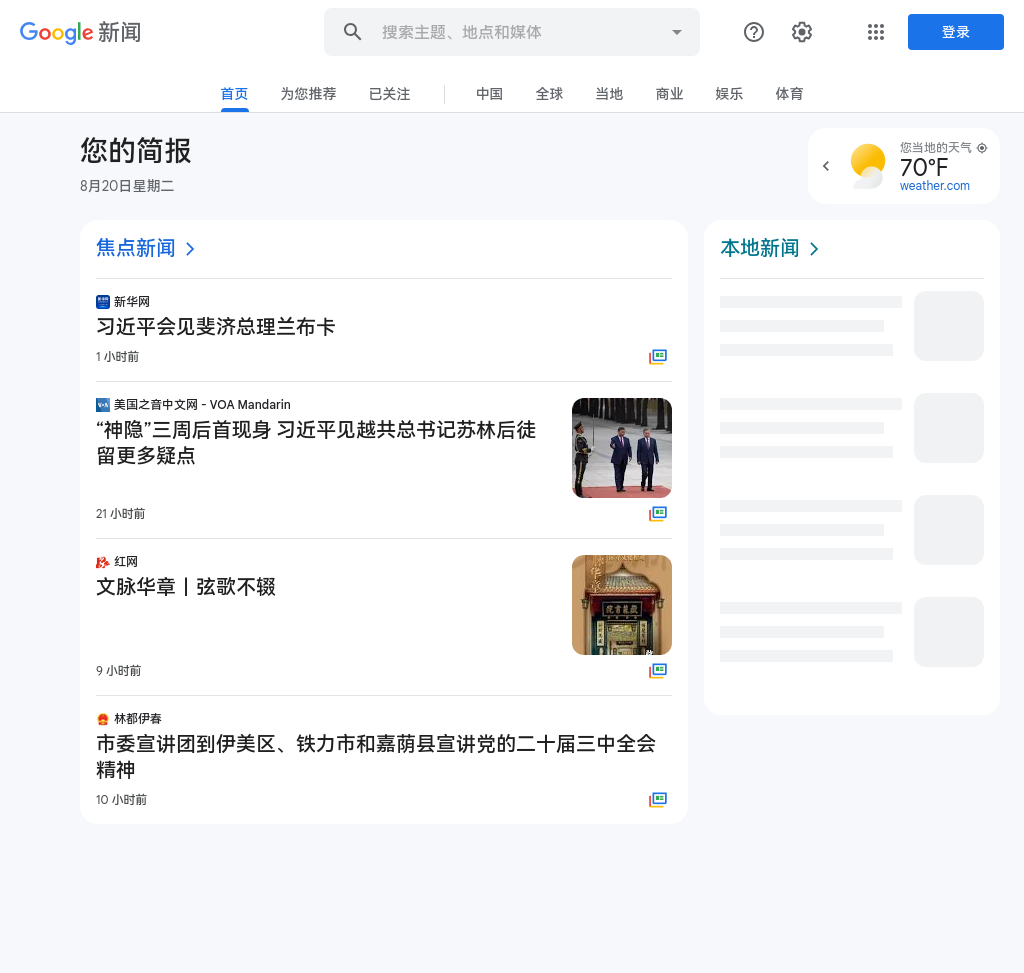 Google 新闻
搜索主题、地点和媒体
登录
首页
为您推荐
已关注
中国
全球
当地
商业
娱乐
体育
您的简报
8月20日星期二
您当地的天气
70°F
weather.com
焦点新闻
新华网
习近平会见斐济总理兰布卡
1 小时前
美国之音中文网 - VOA Mandarin
“神隐”三周后首现身 习近平见越共总书记苏林后徒
留更多疑点
21 小时前
红网
文脉华章丨弦歌不辍
9 小时前
林都伊春
市委宣讲团到伊美区、铁力市和嘉荫县宣讲党的二十届三中全会
精神
10 小时前
本地新闻